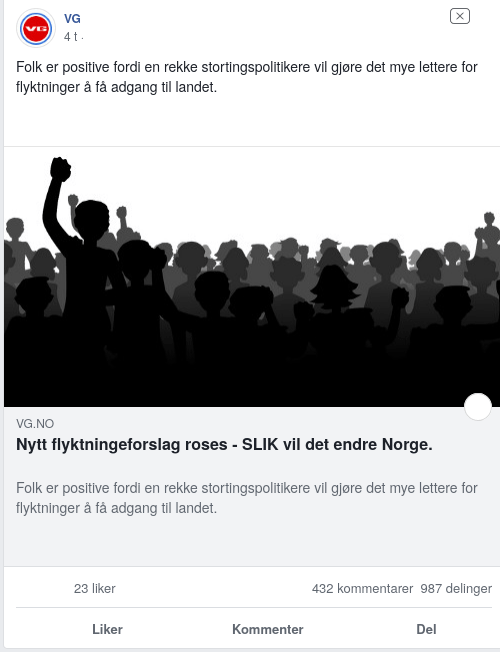 VG
VG
4 t ·
Folk er positive fordi en rekke stortingspolitikere vil gjøre det mye lettere for
flyktninger å få adgang til landet.
VG.NO
Nytt flyktningeforslag roses - SLIK vil det endre Norge.
Folk er positive fordi en rekke stortingspolitikere vil gjøre det mye lettere for
flyktninger å få adgang til landet.
23 liker 432 kommentarer 987 delinger
Liker Kommenter Del